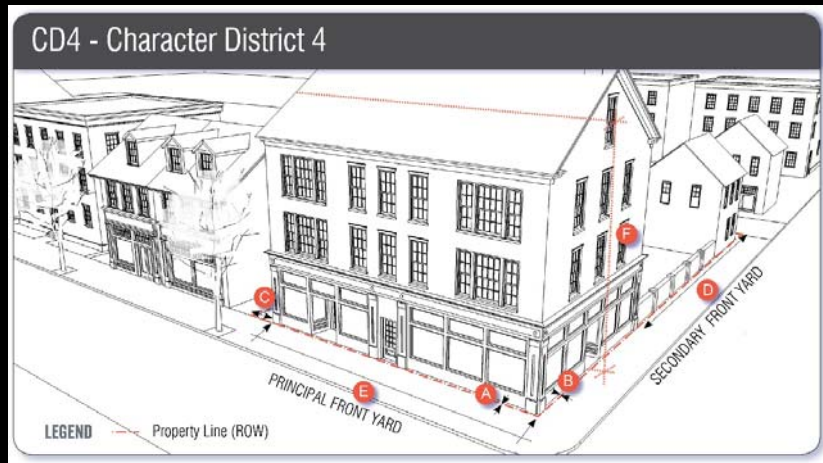 CD4 - Character District 4
F
D
SECONDARY FRONT YARD
C
B
A
E
PRINCIPAL FRONT YARD
LEGEND Property Line (ROW)